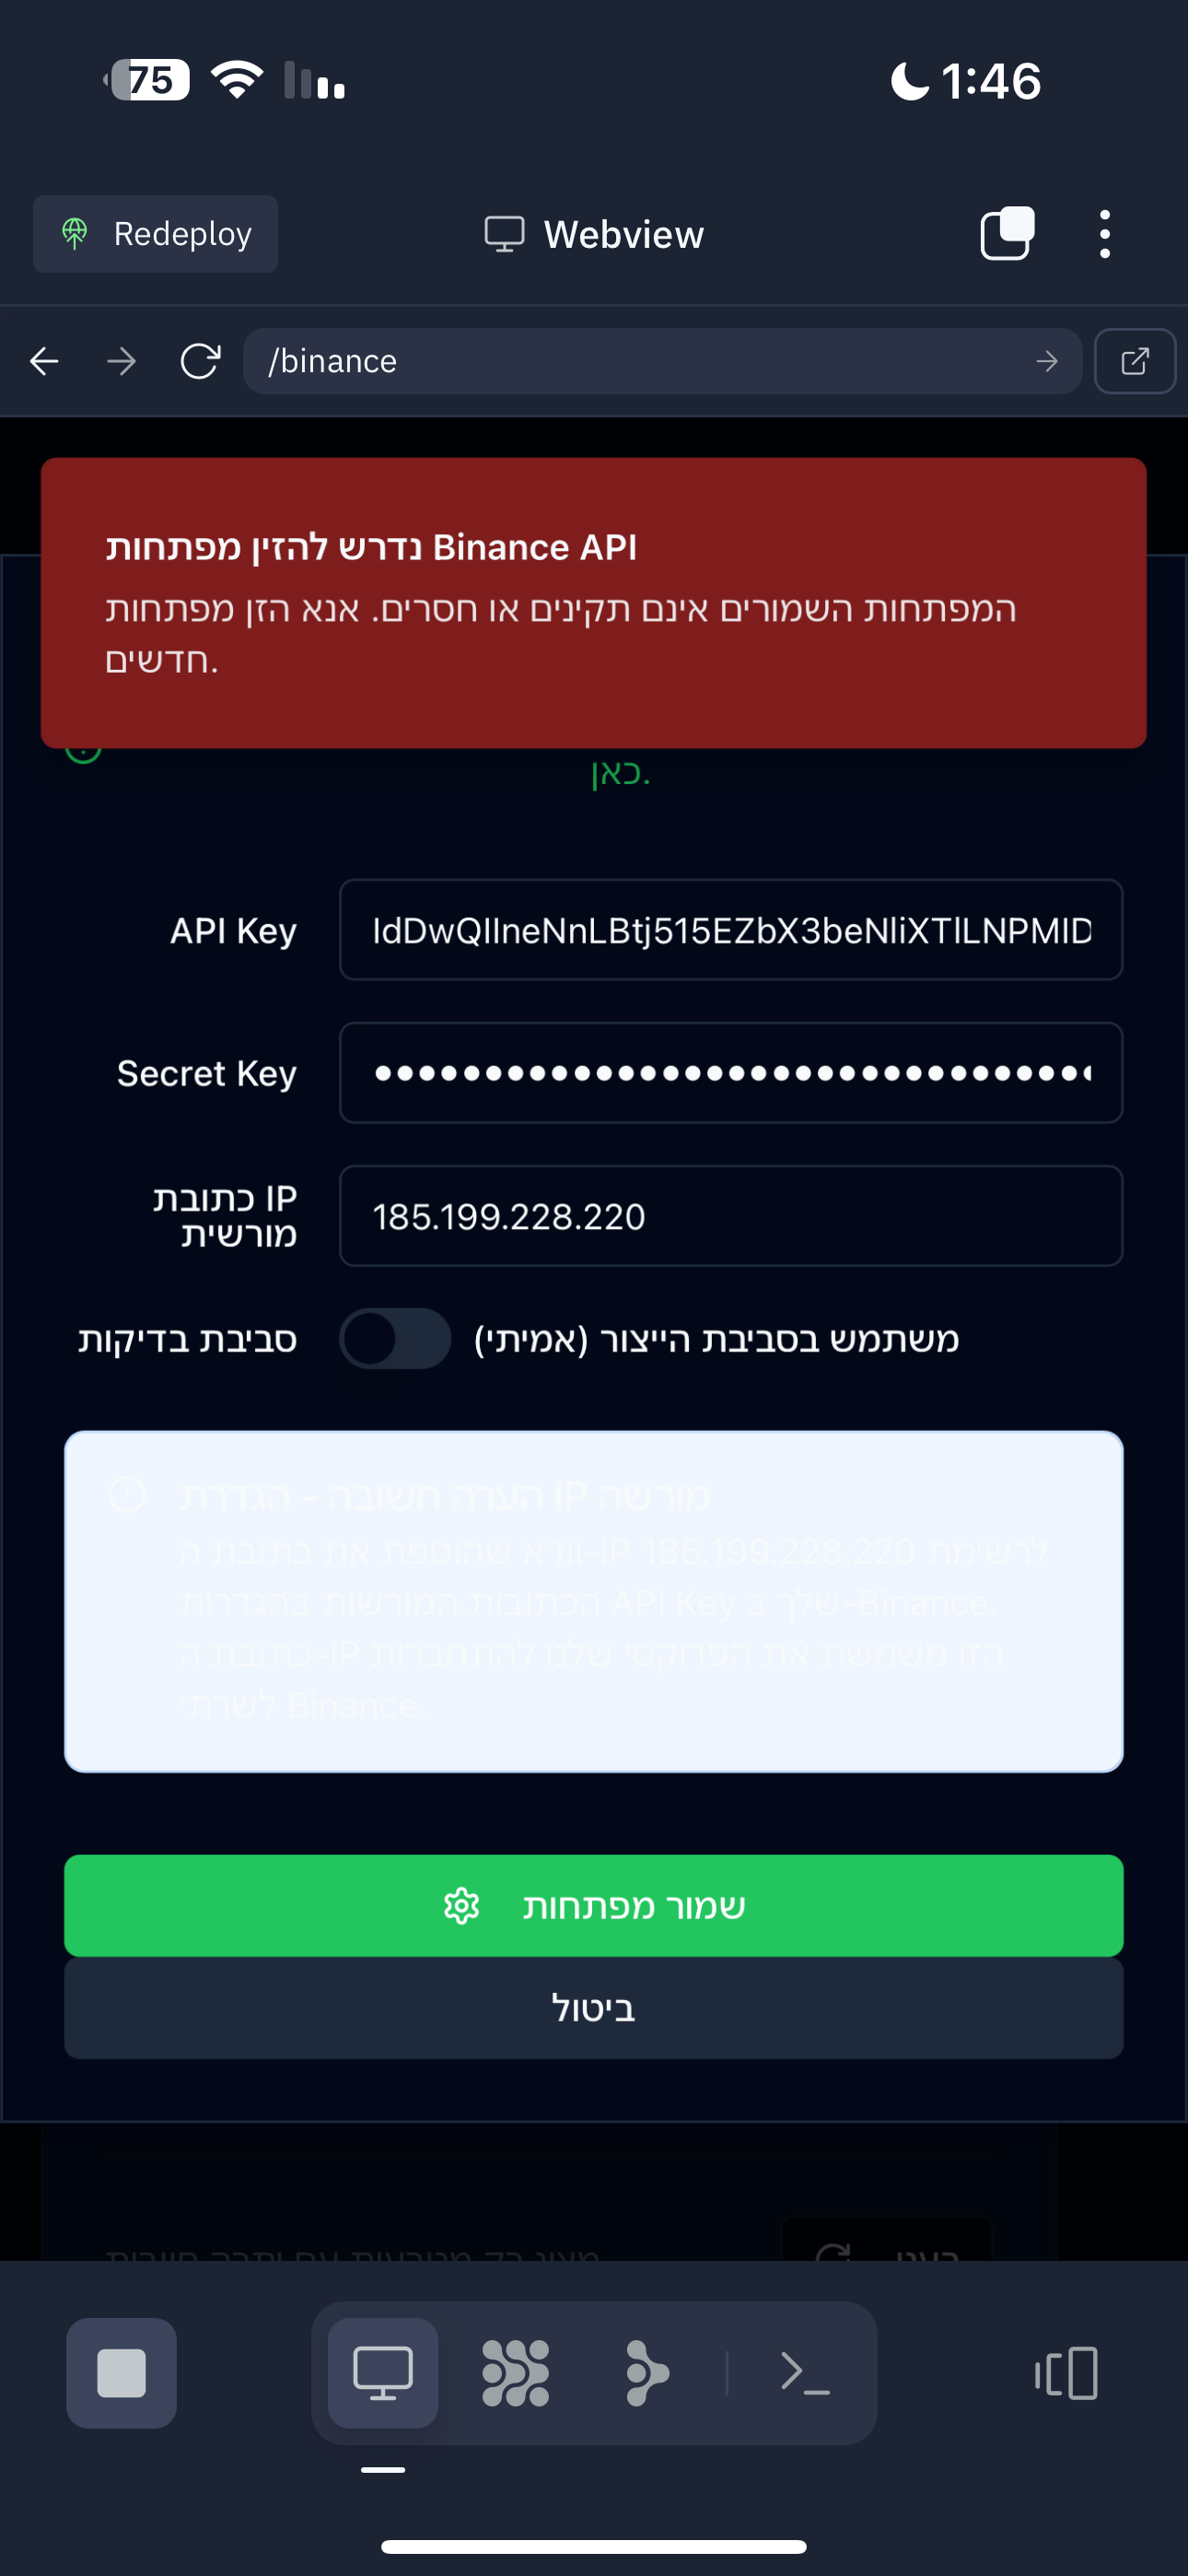 75
1:46
Redeploy
Webview
/binance
נדרש להזין מפתחות Binance API
המפתחות השמורים אינם תקינים או חסרים. אנא הזן מפתחות
חדשים.
כאן.
API Key
Secret Key
185.199.228.220
כתובת IP
מורשית
סביבת בדיקות
משתמש בסביבת הייצור (אמיתי)
הערה חשובה - הגדרת IP מורשה
וודא שהוספת את כתובת ה-IP 185.199.228.220 לרשימת
הכתובות המורשות בהגדרות API Key שלך ב-Binance.
כתובת ה-IP הזו משמשת את הפרוקסי שלנו להתחברות
לשרתי Binance.
שמור מפתחות
ביטול